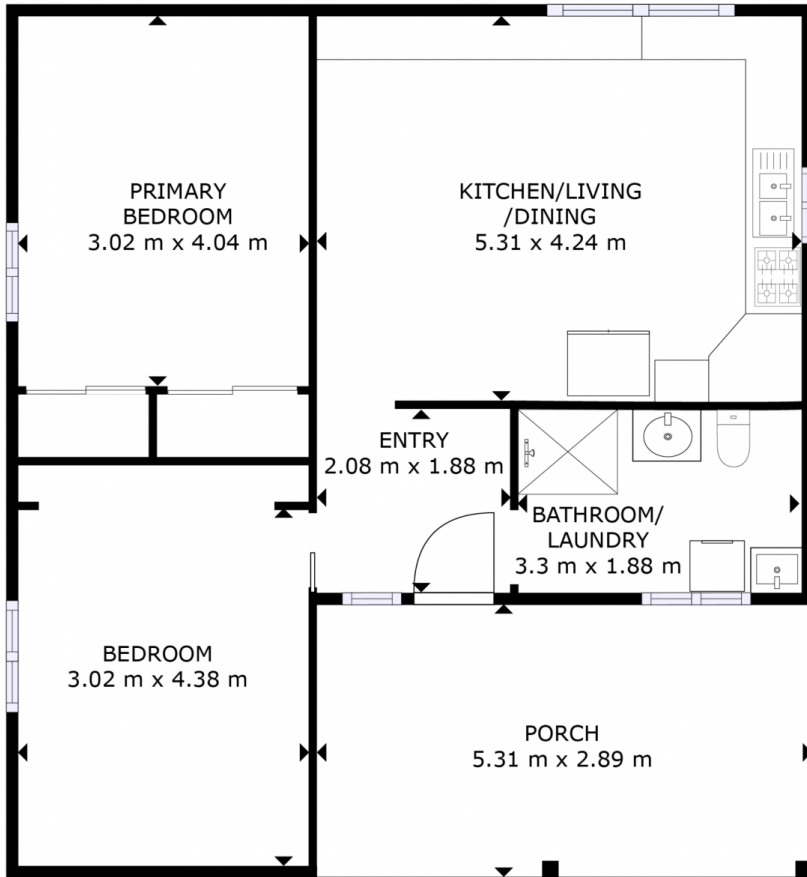 PRIMARY
BEDROOM
3.02 m x 4.04 m
KITCHEN/LIVING
/DINING
5.31 x 4.24 m
ENTRY
2.08 m x 1.88 m
BATHROOM/
LAUNDRY
3.3 m x 1.88 m
BEDROOM
3.02 m x 4.38 m
PORCH
5.31 m x 2.89 m